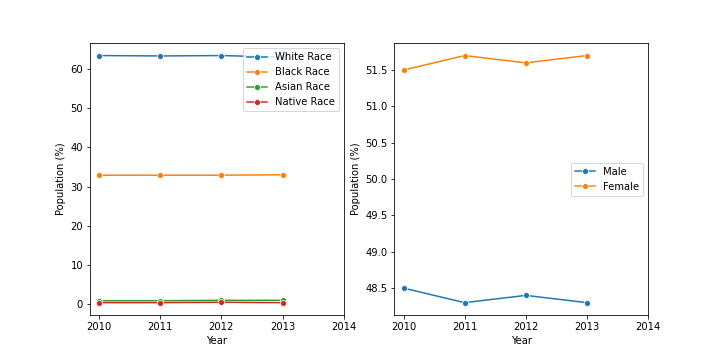 60
50
40
30
20
10
0
Population (%)
White Race
Black Race
Asian Race
Native Race
2010 2011 2012 2013 2014
Year
51.5
51.0
50.5
50.0
49.5
49.0
48.5
Population (%)
Male
Female
2010 2011 2012 2013 2014
Year